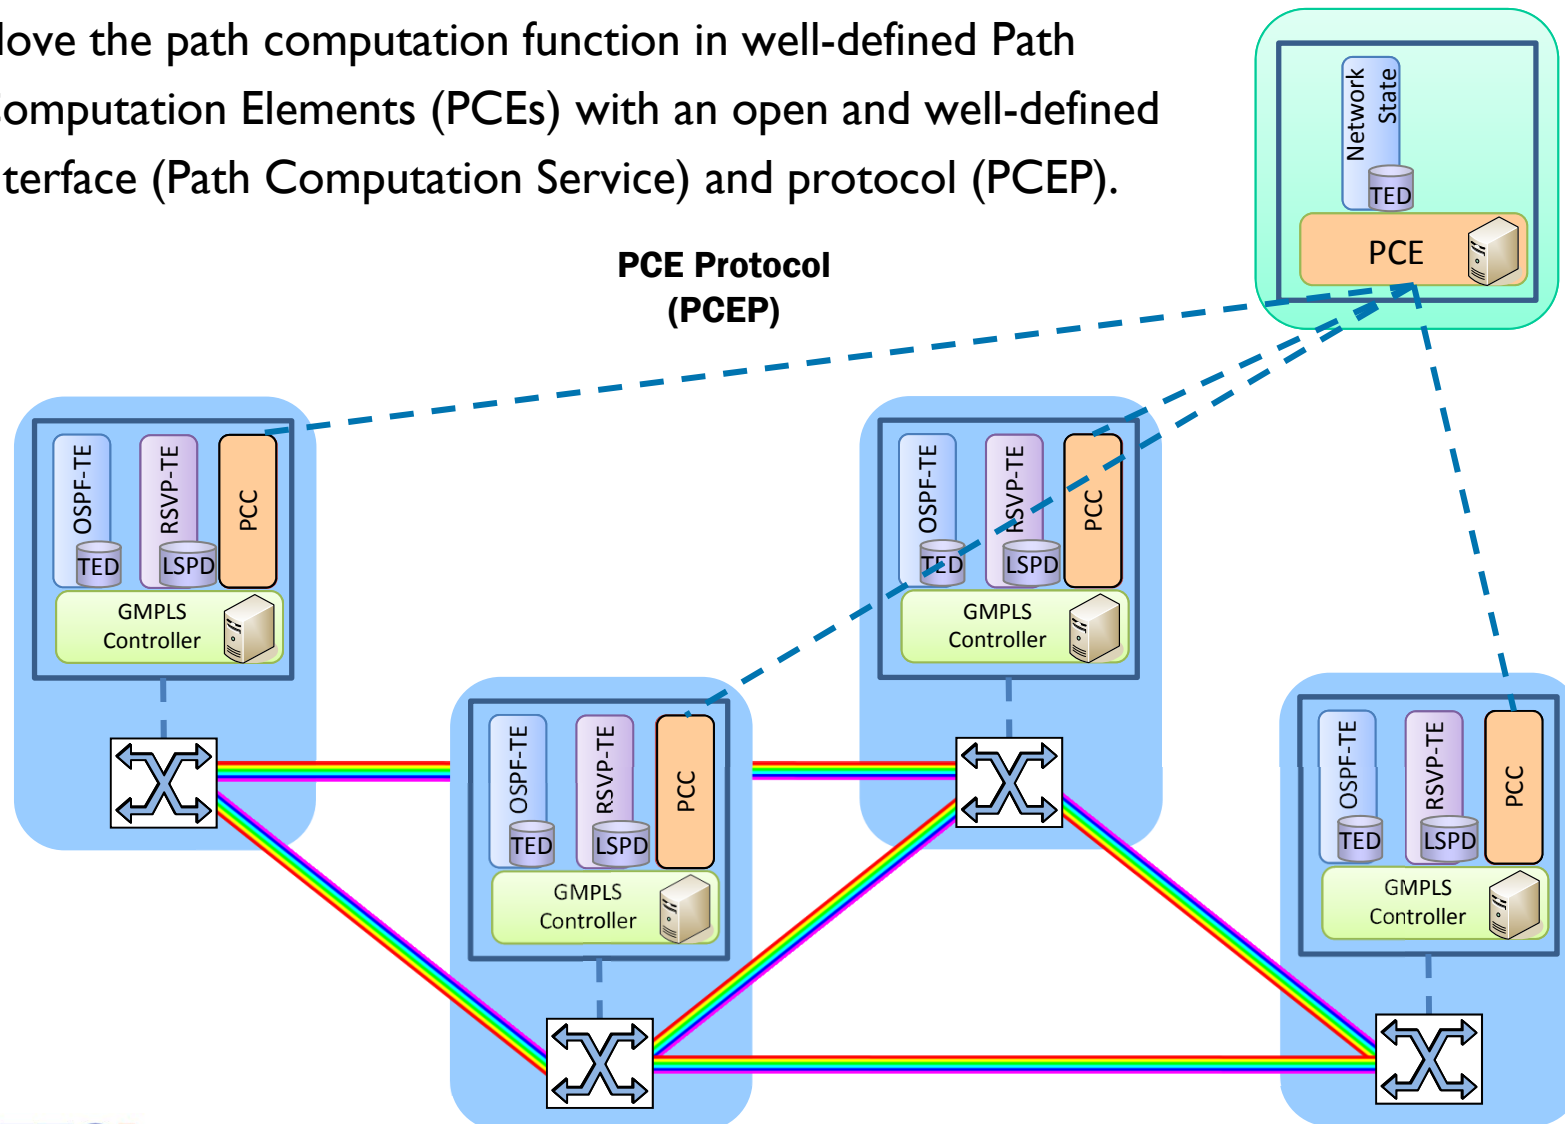 love the path computation function in well-defined Path
Computation Elements (PCEs) with an open and well-defined
terface (Path Computation Service) and protocol (PCEP).
PCE Protocol
(PCEP)
Network
State
TED
PCE
OSPF-TE
TED
RSVP-TE
LSPD
PCC
GMPLS
Controller
OSPF-TE
TED
RSVP-TE
LSPD
PCC
GMPLS
Controller
OSPF-TE
TED
RSVP-TE
LSPD
PCC
GMPLS
Controller
OSPF-TE
TED
RSVP-TE
LSPD
PCC
GMPLS
Controller